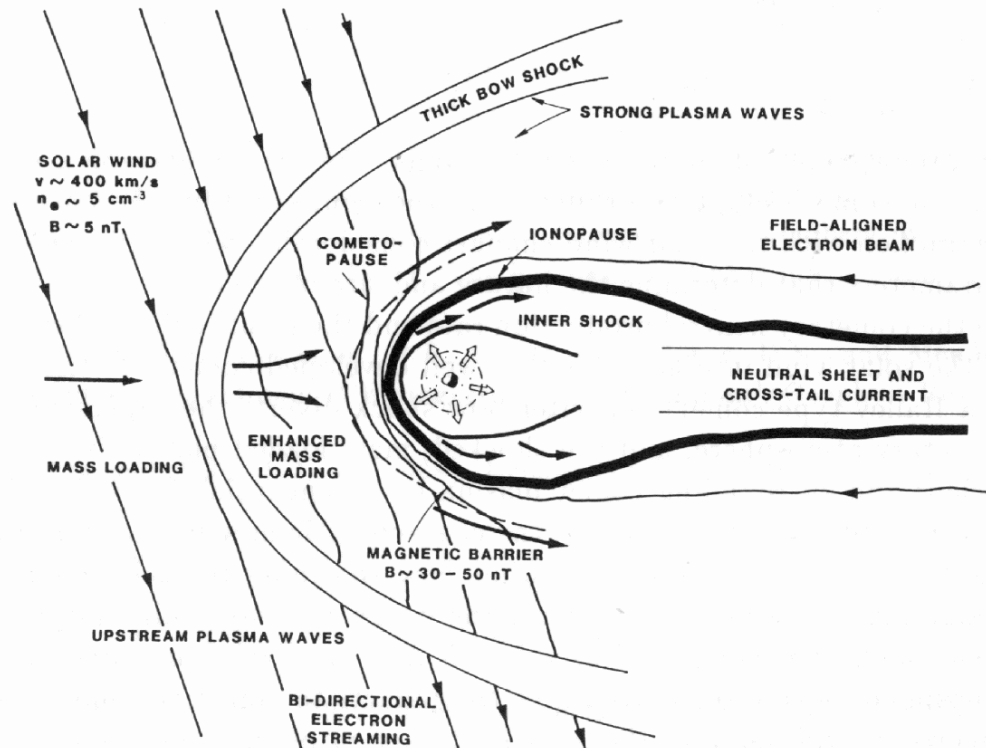 THICK BOW SHOCK
STRONG PLASMA WAVES
SOLAR WIND
v ~ 400 km/s
nₑ ~ 5 cm⁻³
B ~ 5 nT
COMETO-
PAUSE
IONOPAUSE
FIELD-ALIGNED
ELECTRON BEAM
INNER SHOCK
NEUTRAL SHEET AND
CROSS-TAIL CURRENT
MASS LOADING
ENHANCED
MASS
LOADING
MAGNETIC BARRIER
B ~ 30 – 50 nT
UPSTREAM PLASMA WAVES
BI-DIRECTIONAL
ELECTRON
STREAMING